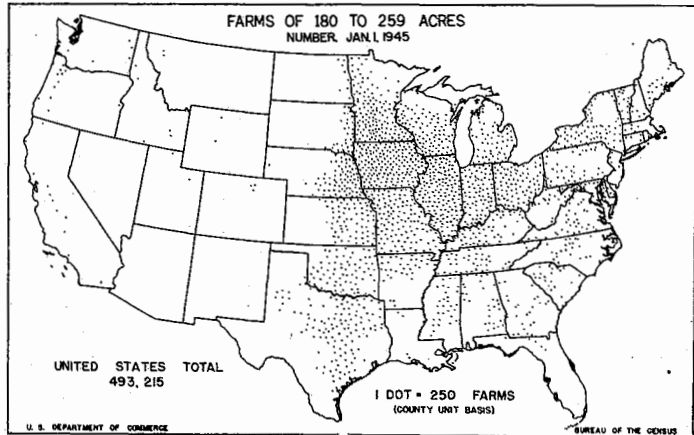 FARMS OF 180 TO 259 ACRES
NUMBER, JAN. 1, 1945
UNITED STATES TOTAL
493, 215
1 DOT = 250 FARMS
(COUNTY UNIT BASIS)
U. S. DEPARTMENT OF COMMERCE
BUREAU OF THE CENSUS